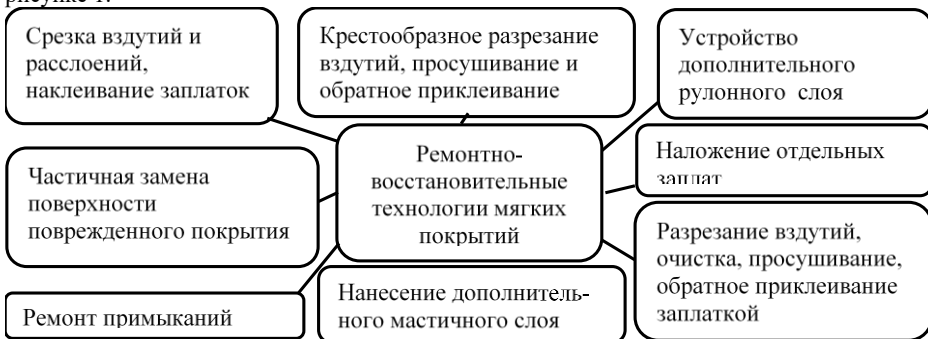 рисунке 1.
Срезка вздутий и
расслоений,
наклеивание заплаток
Крестообразное разрезание
вздутий, просушивание и
обратное приклеивание
Устройство
дополнительного
рулонного слоя
Частичная замена
поверхности
поврежденного покрытия
Ремонтно-
восстановительные
технологии мягких
покрытий
Наложение отдельных
заплат
Разрезание вздутий,
очистка, просушивание,
обратное приклеивание
заплаткой
Ремонт примыканий
Нанесение дополнитель-
ного мастичного слоя